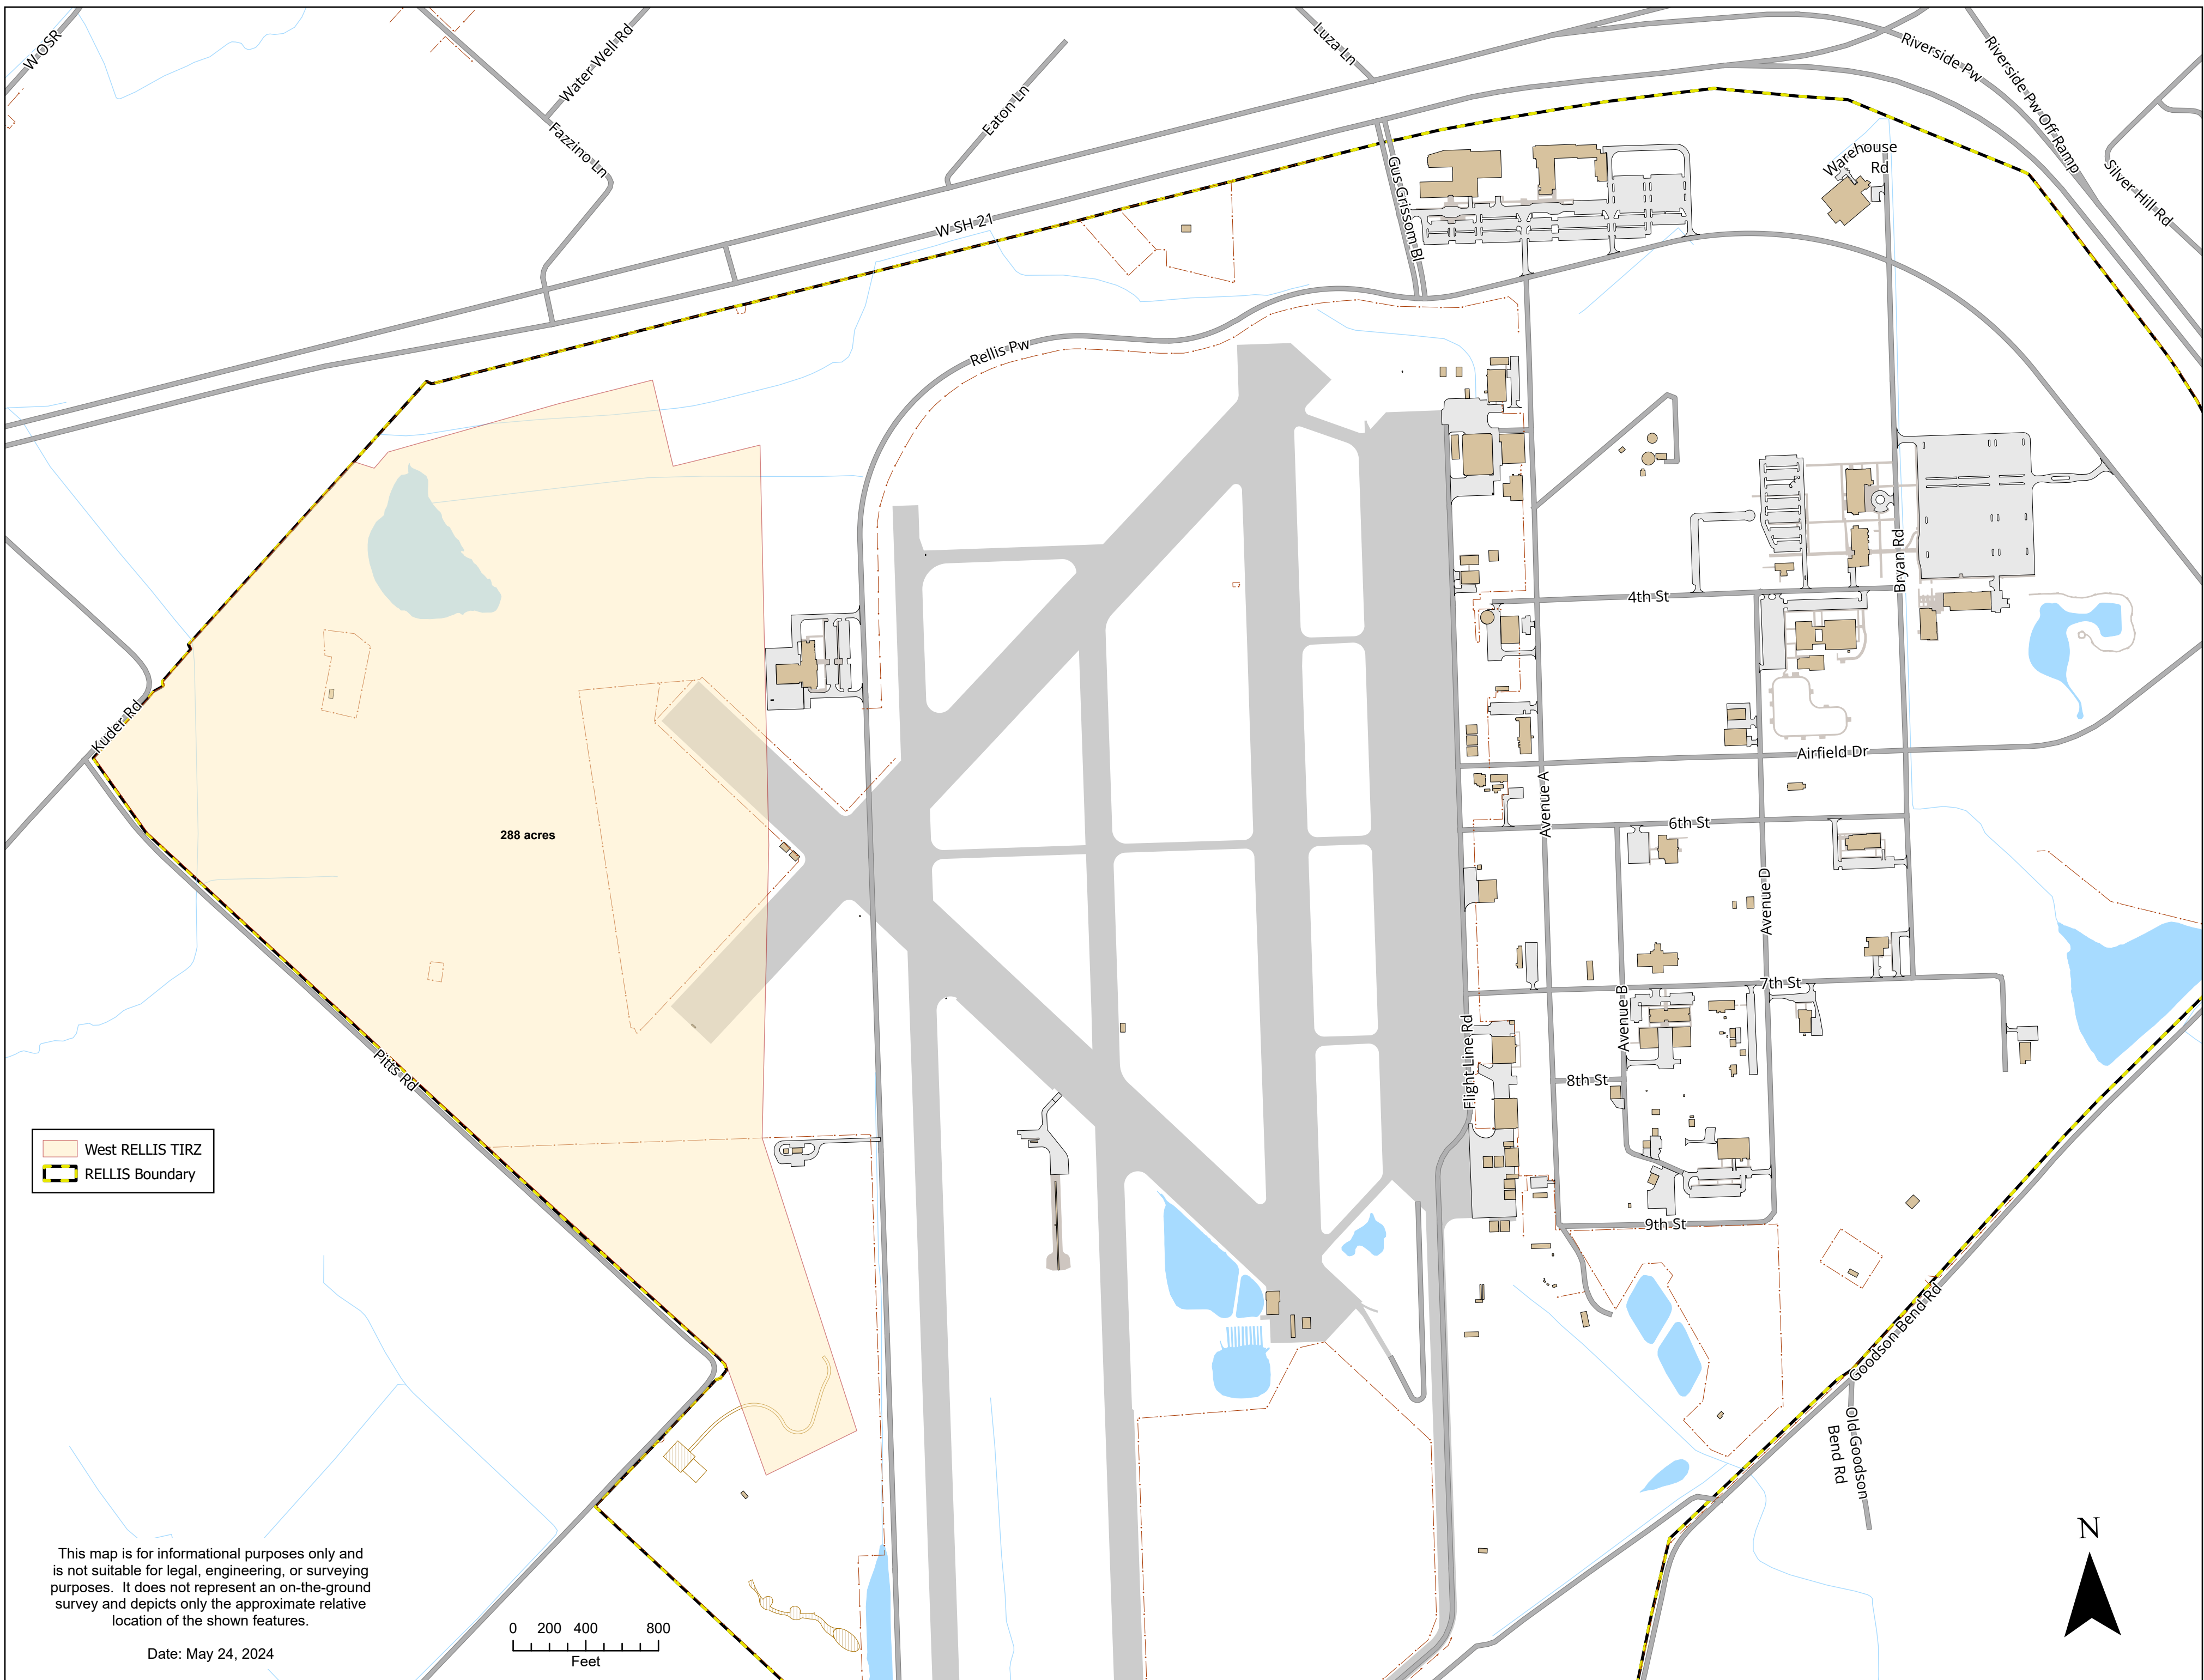 W OSR
Water Well Rd
Fazzino Ln
Eaton Ln
Luza Ln
Riverside Pw
Riverside Pw Off Ramp
Silver Hill Rd
Warehouse
Rd
Gus Grissom Bl
W SH 21
Rellis Pw
4th St
Bryan Rd
Kuder Rd
Airfield Dr
Avenue A
6th St
288 acres
Avenue D
7th St
Avenue B
Flight Line Rd
8th St
Pitts Rd
West RELLIS TIRZ
RELLIS Boundary
9th St
Goodson Bend Rd
Old Goodson
Bend Rd
N
This map is for informational purposes only and
is not suitable for legal, engineering, or surveying
purposes. It does not represent an on-the-ground
survey and depicts only the approximate relative
location of the shown features.
Date: May 24, 2024
0 200 400 800
Feet